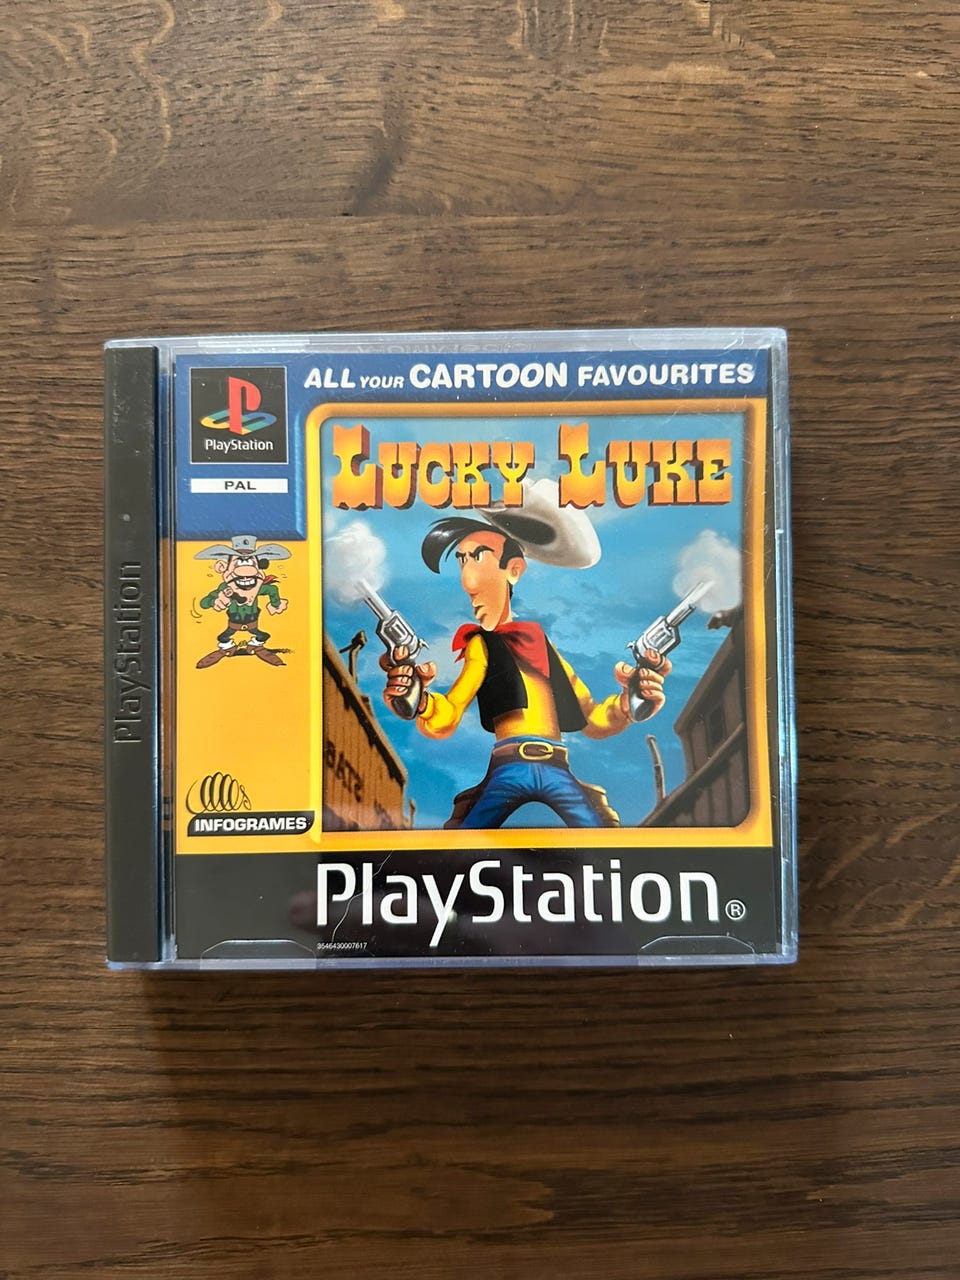 ALL YOUR CARTOON FAVOURITES
PlayStation
PAL
LUCKY LUKE
PlayStation
INFOGRAMES
PlayStation®
3546430007617